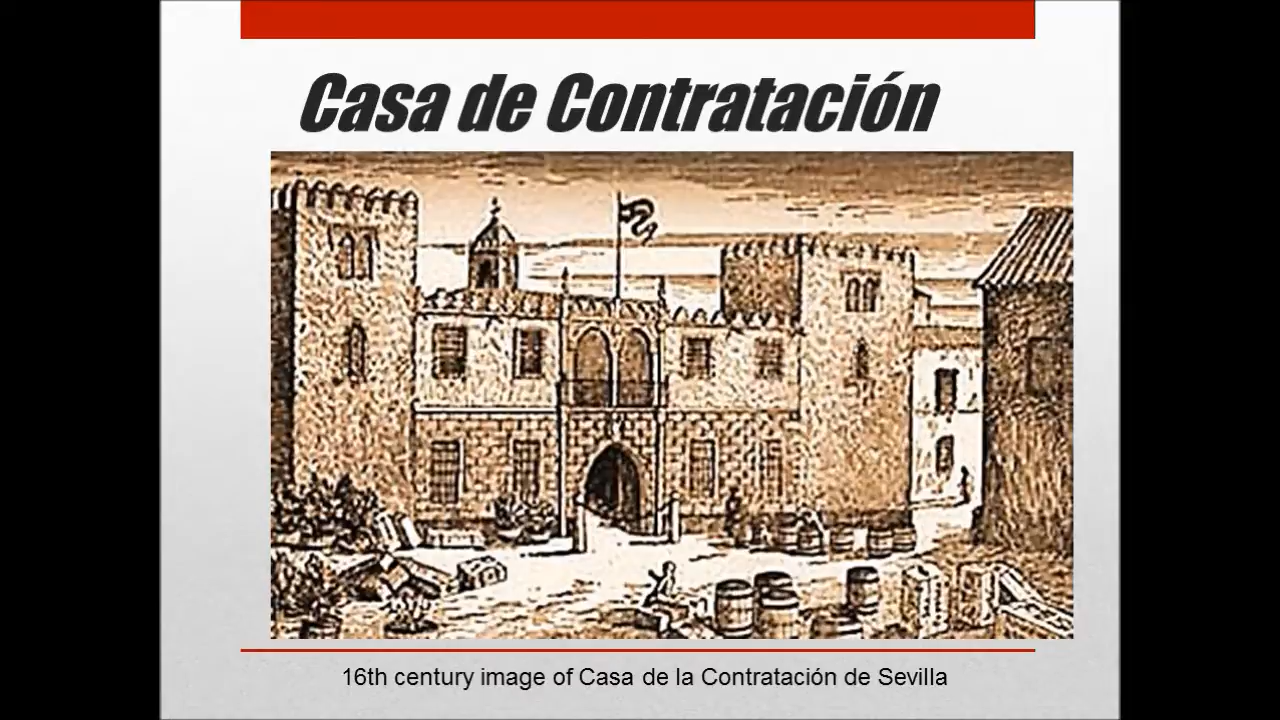 Casa de Contratación
16th century image of Casa de la Contratación de Sevilla